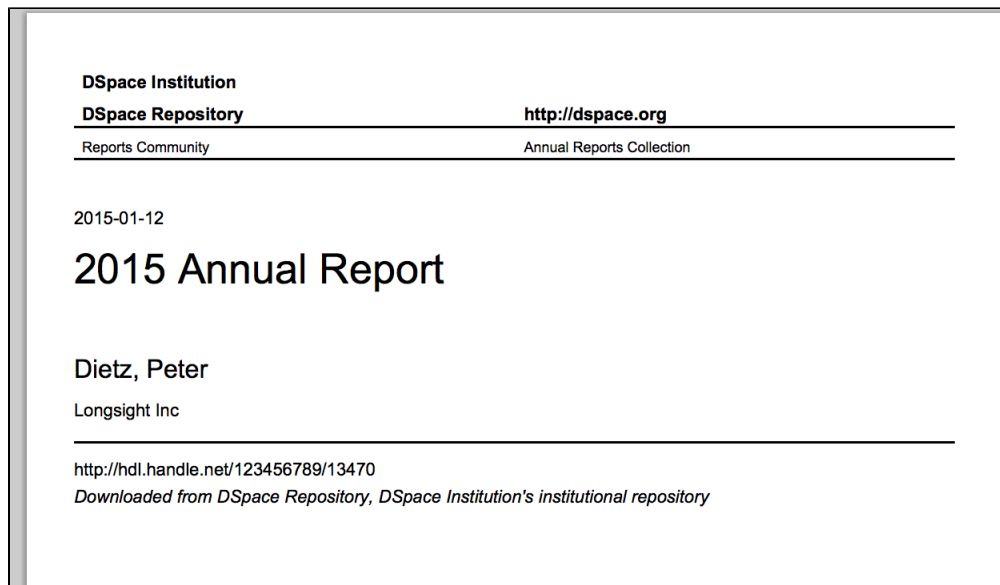 DSpace Institution
DSpace Repository http://dspace.org
Reports Community Annual Reports Collection
2015-01-12
2015 Annual Report
Dietz, Peter
Longsight Inc
http://hdl.handle.net/123456789/13470
Downloaded from DSpace Repository, DSpace Institution's institutional repository